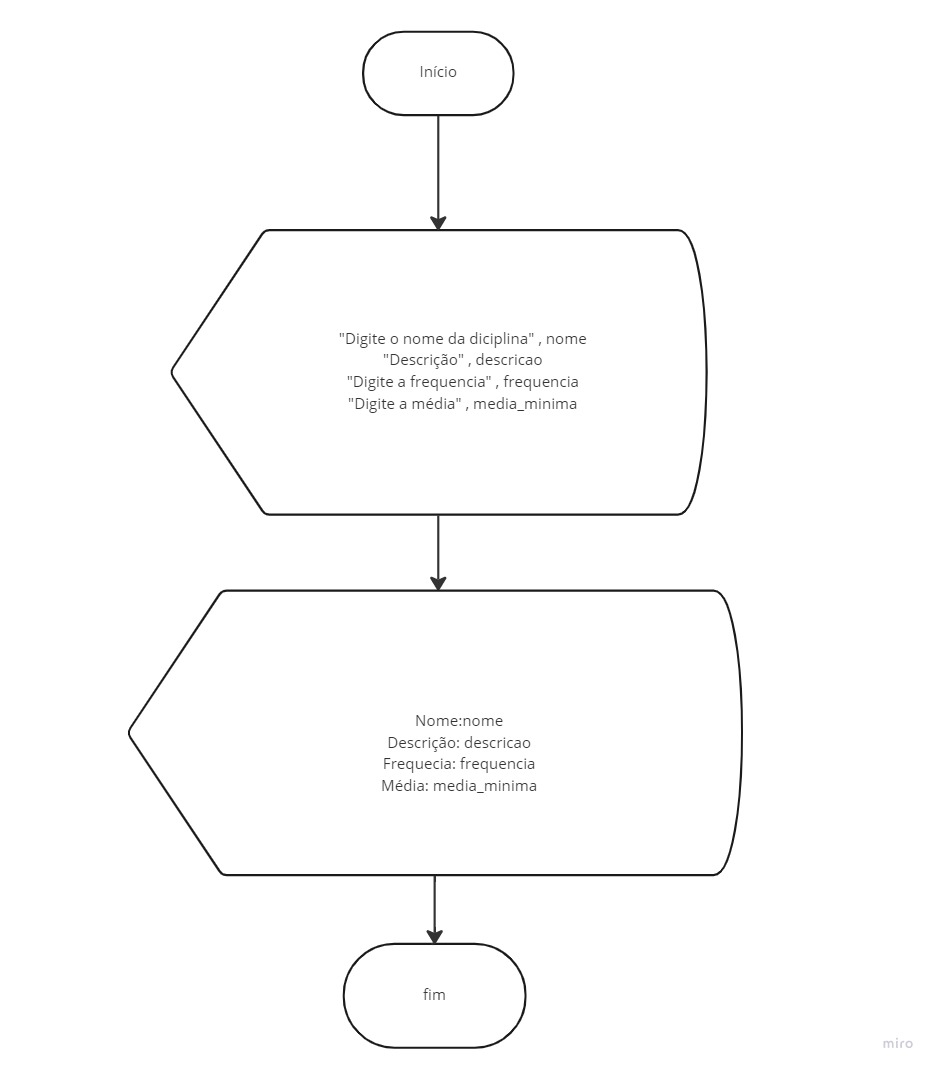 Início
"Digite o nome da diciplina" , nome
"Descrição" , descricao
"Digite a frequencia" , frequencia
"Digite a média" , media_minima
Nome:nome
Descrição: descricao
Frequecia: frequencia
Média: media_minima
fim
miro